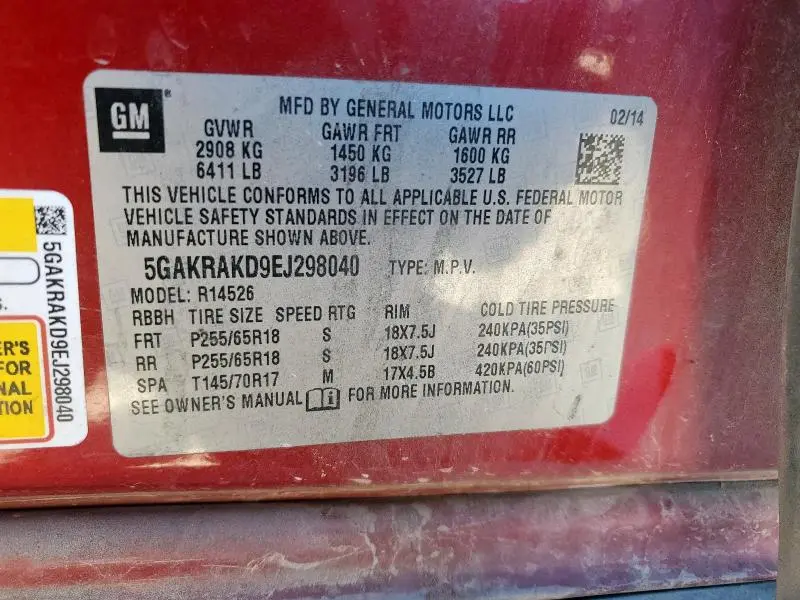 GM
MFD BY GENERAL MOTORS LLC 02/14
GVWR GAWR FRT GAWR RR
2908 KG 1450 KG 1600 KG
6411 LB 3196 LB 3527 LB
THIS VEHICLE CONFORMS TO ALL APPLICABLE U.S. FEDERAL MOTOR
VEHICLE SAFETY STANDARDS IN EFFECT ON THE DATE OF
MANUFACTURE SHOWN ABOVE.
5GAKRAKD9EJ298040 TYPE: M.P.V.
MODEL: R14526
RBBH TIRE SIZE SPEED RTG RIM COLD TIRE PRESSURE
FRT P255/65R18 S 18X7.5J 240KPA(35PSI)
RR P255/65R18 S 18X7.5J 240KPA(35PSI)
SPA T145/70R17 M 17X4.5B 420KPA(60PSI)
SEE OWNER'S MANUAL FOR MORE INFORMATION.
5GAKRAKD9EJ298040
S.
ER'S
FOR
NAL
TION